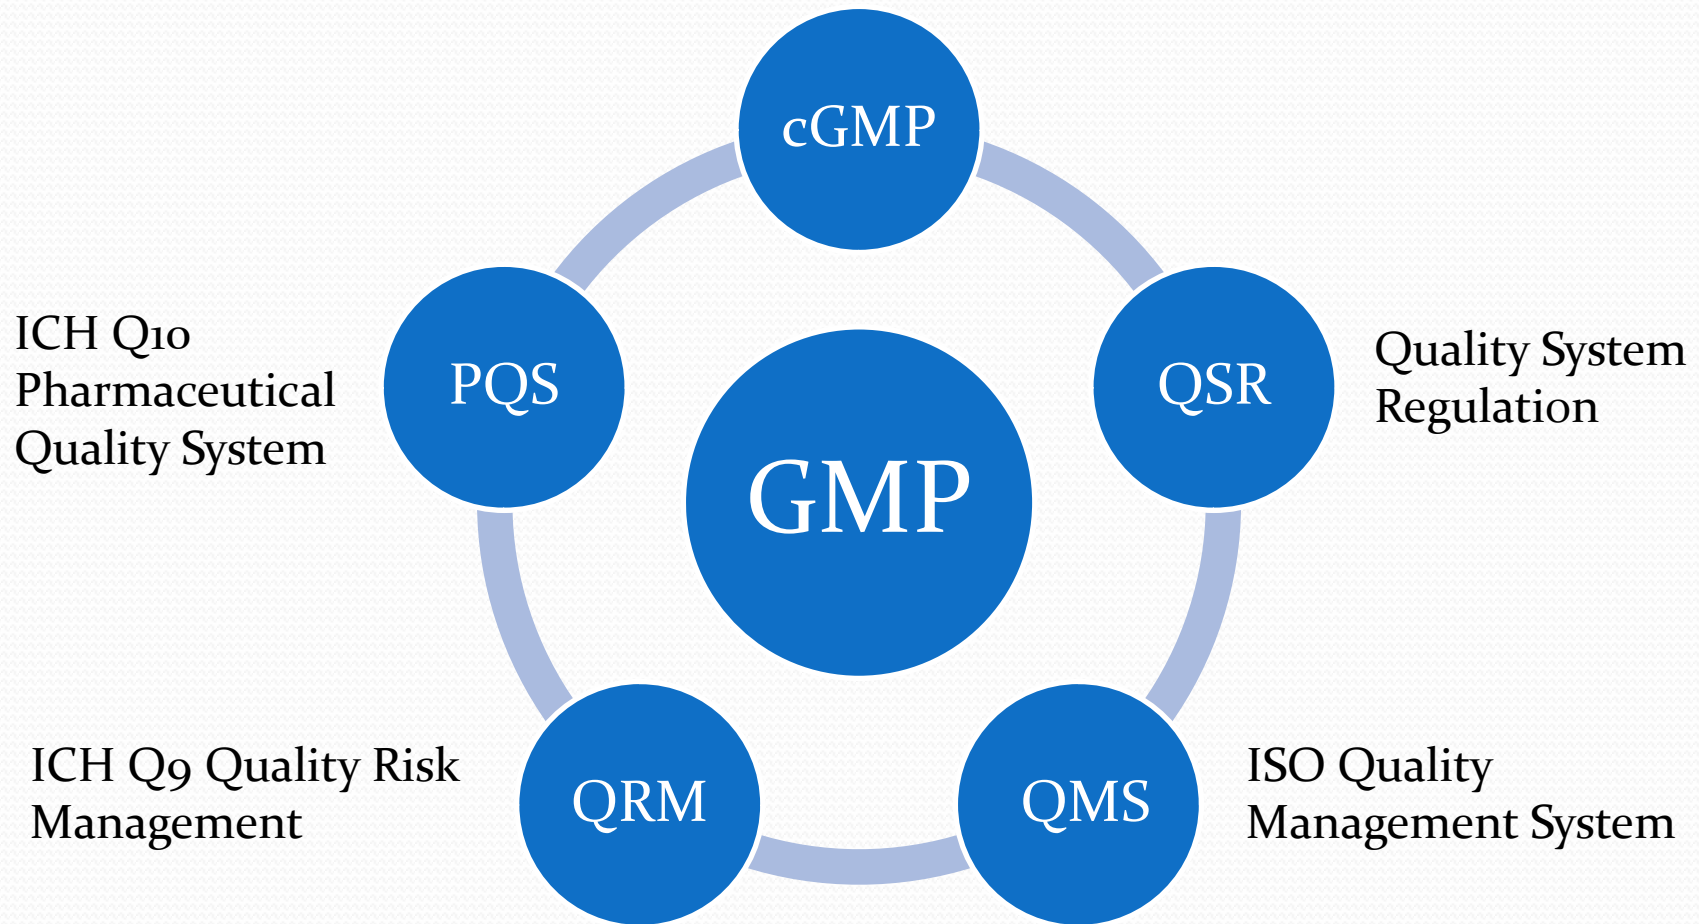 cGMP
PQS
ICH Q10
Pharmaceutical
Quality System
QSR
Quality System
Regulation
GMP
QRM
ICH Q9 Quality Risk
Management
QMS
ISO Quality
Management System